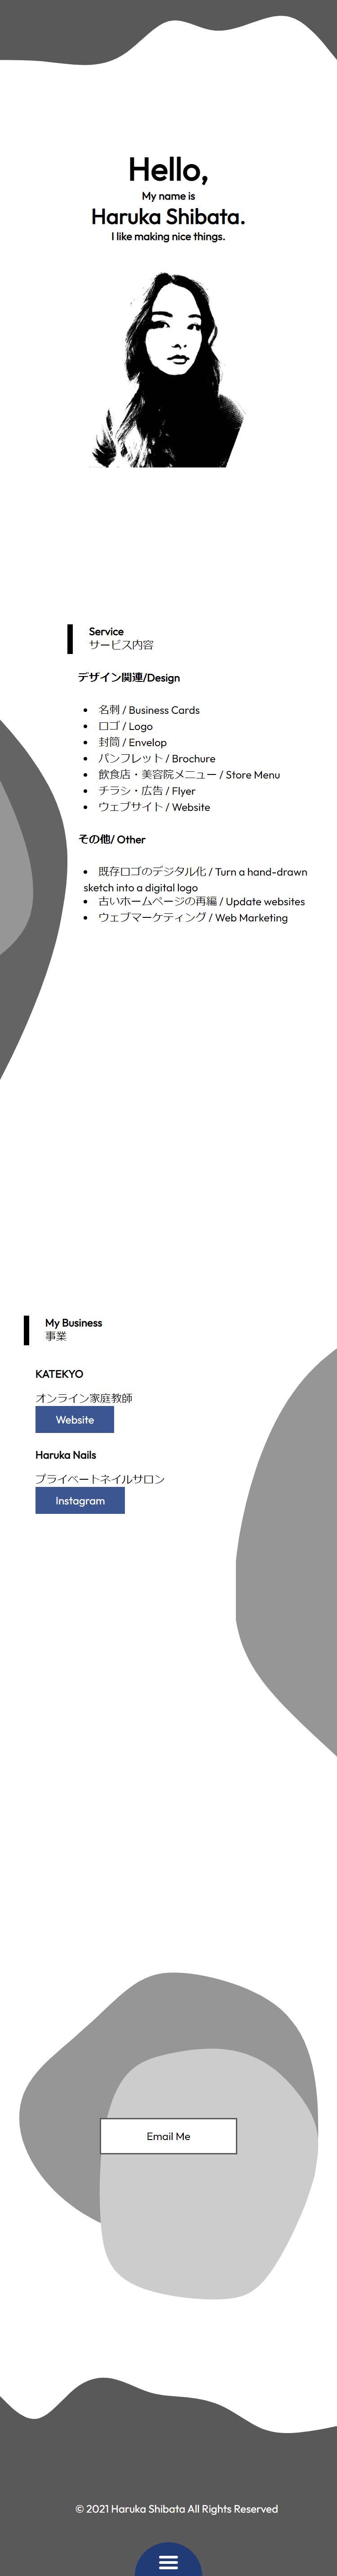 Hello,
My name is
Haruka Shibata.
I like making nice things.
Service
サービス内容
デザイン関連/Design
• 名刺 / Business Cards
• ロゴ / Logo
• 封筒 / Envelop
• パンフレット / Brochure
• 飲食店・美容院メニュー / Store Menu
• チラシ・広告 / Flyer
• ウェブサイト / Website
その他/ Other
• 既存ロゴのデジタル化 / Turn a hand-drawn
sketch into a digital logo
• 古いホームページの再編 / Update websites
• ウェブマーケティング / Web Marketing
My Business
事業
KATEKYO
オンライン家庭教師
Website
Haruka Nails
プライベートネイルサロン
Instagram
Email Me
© 2021 Haruka Shibata All Rights Reserved